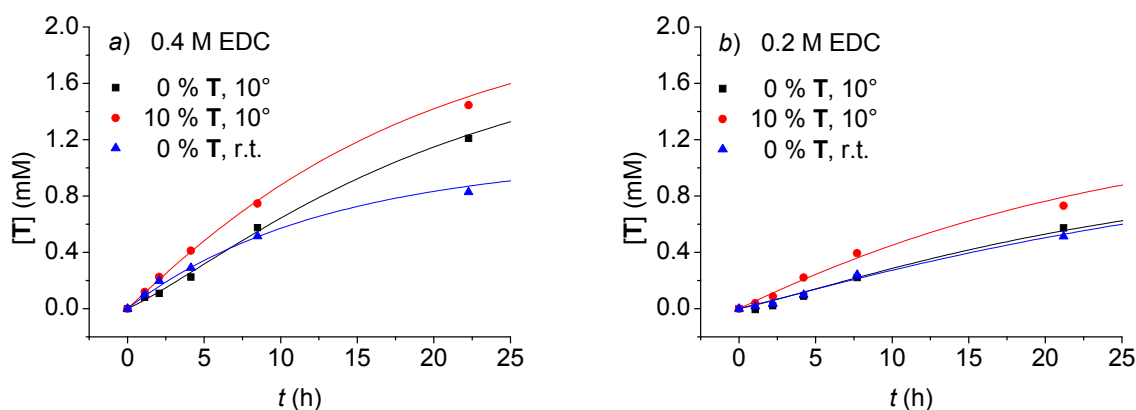 a) 0.4 M EDC
0 % T, 10°
10 % T, 10°
0 % T, r.t.
1.6
1.2
0.8
0.4
0.0
[T] (mM)
0 5 10 15 20 25
t (h)
b) 0.2 M EDC
0 % T, 10°
10 % T, 10°
0 % T, r.t.
2.0
1.6
1.2
0.8
0.4
0.0
[T] (mM)
0 5 10 15 20 25
t (h)